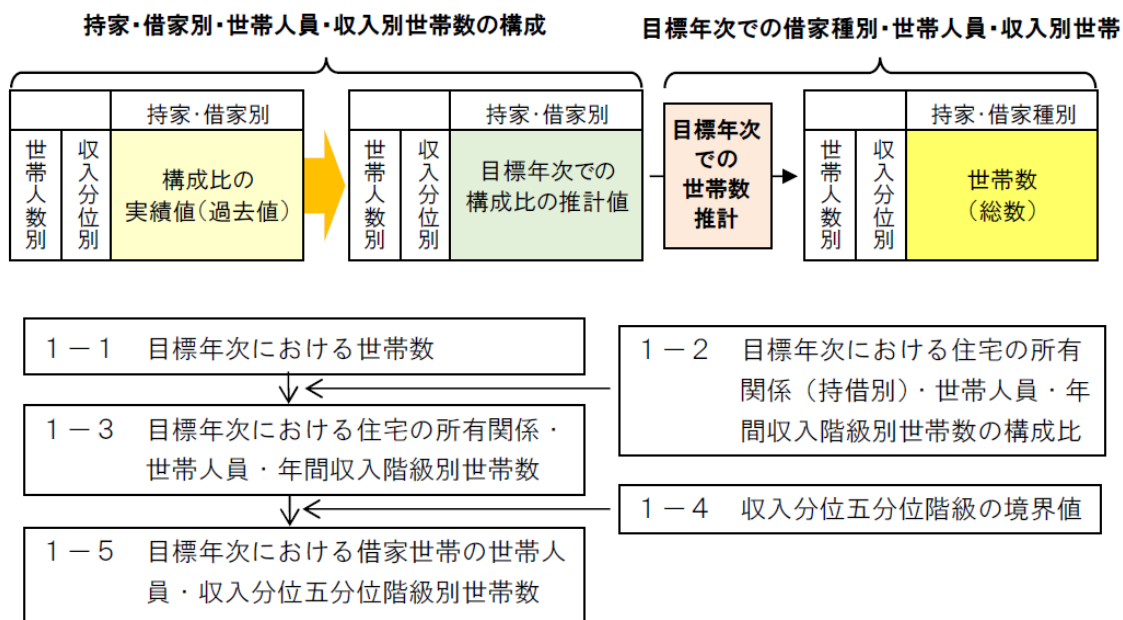 持家・借家別・世帯人員・収入別世帯数の構成
目標年次での借家種別・世帯人員・収入別世帯
持家・借家別
世帯人数別
収入分位別
構成比の
実績値(過去値)
持家・借家別
世帯人数別
収入分位別
目標年次での
構成比の推計値
目標年次
での
世帯数
推計
持家・借家種別
世帯人数別
収入分位別
世帯数
(総数)
1-1 目標年次における世帯数
1-2 目標年次における住宅の所有
関係(持借別)・世帯人員・年
間収入階級別世帯数の構成比
1-3 目標年次における住宅の所有関係・
世帯人員・年間収入階級別世帯数
1-4 収入分位五分位階級の境界値
1-5 目標年次における借家世帯の世帯人
員・収入分位五分位階級別世帯数